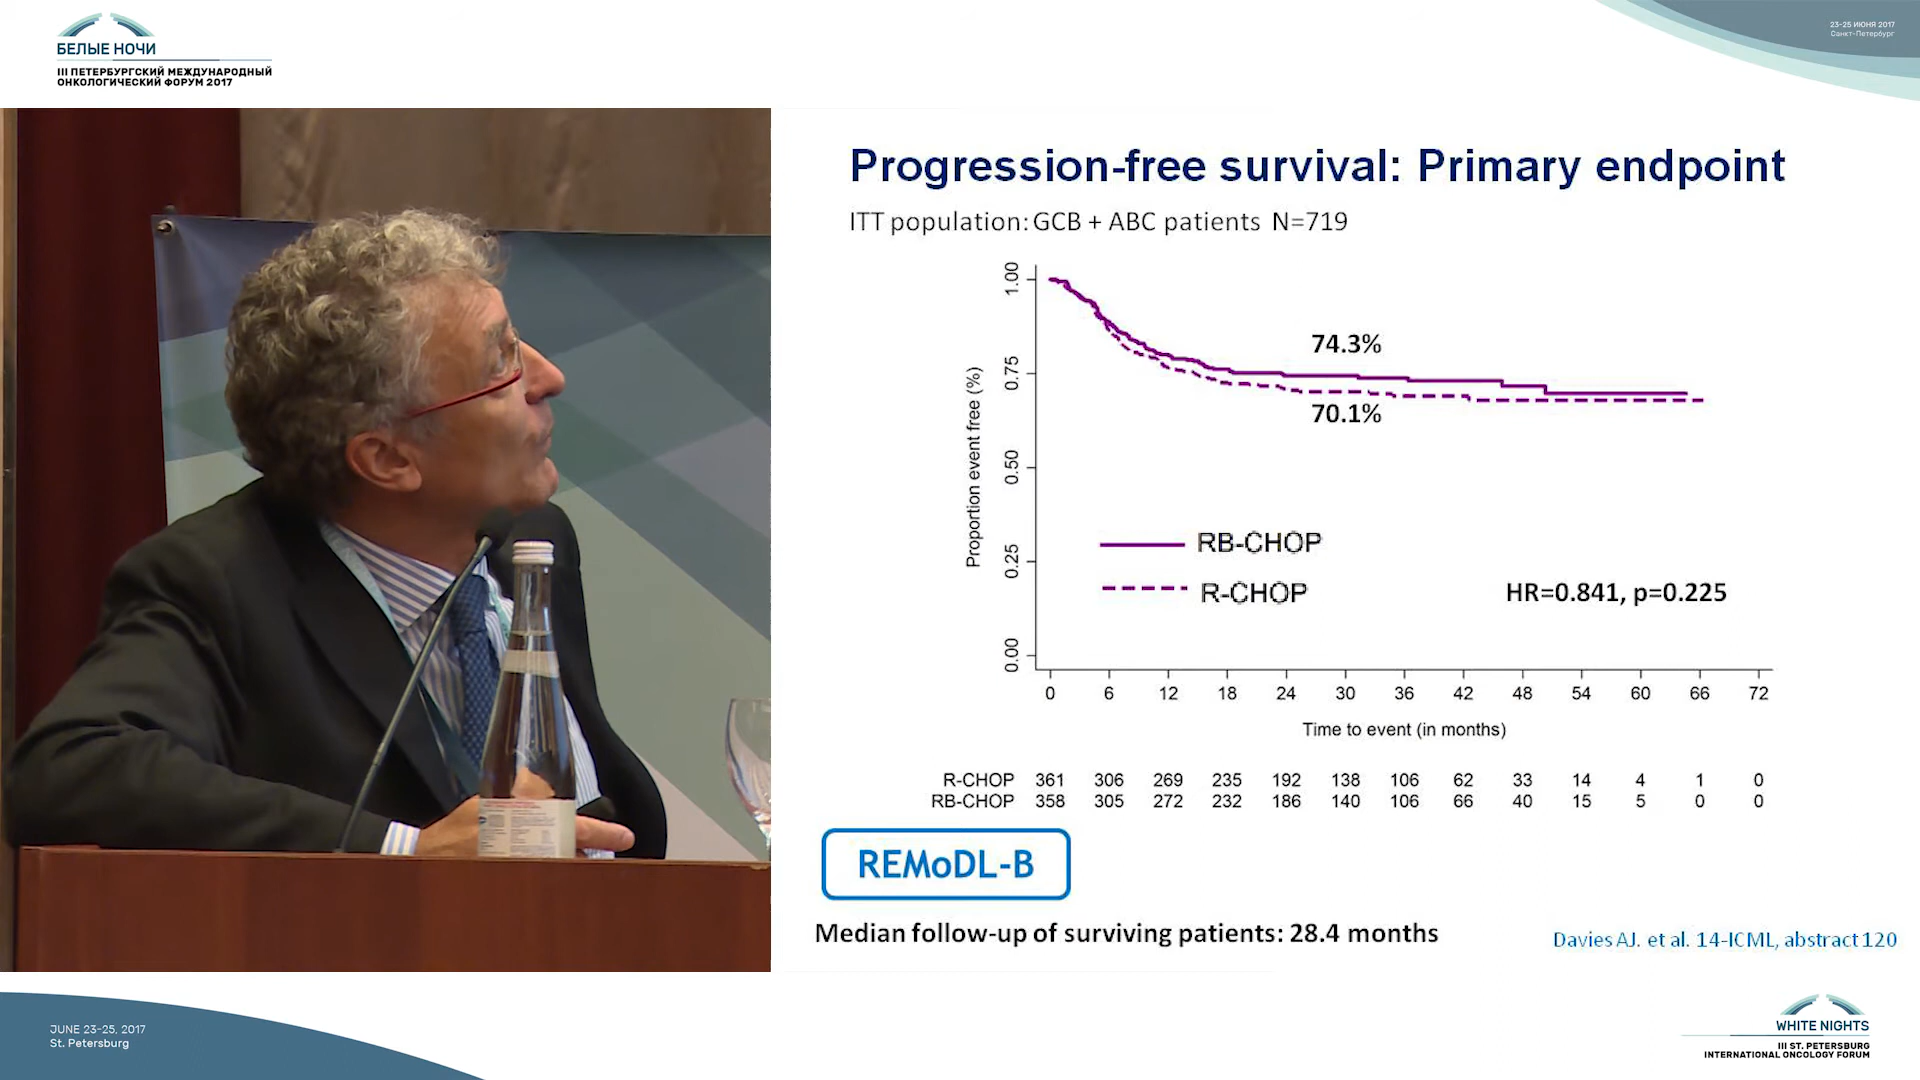 БЕЛЫЕ НОЧИ
III ПЕТЕРБУРГСКИЙ МЕЖДУНАРОДНЫЙ
ОНКОЛОГИЧЕСКИЙ ФОРУМ 2017
23-25 ИЮНЯ 2017
Санкт-Петербург
Progression-free survival: Primary endpoint
ITT population: GCB + ABC patients N=719
Proportion event free (%)
1.00
0.75
0.50
0.25
0.00
74.3%
70.1%
RB-CHOP
R-CHOP
HR=0.841, p=0.225
0 6 12 18 24 30 36 42 48 54 60 66 72
Time to event (in months)
R-CHOP 361 306 269 235 192 138 106 62 33 14 4 1 0
RB-CHOP 358 305 272 232 186 140 106 66 40 15 5 0 0
REMoDL-B
Median follow-up of surviving patients: 28.4 months
Davies AJ. et al. 14-ICML, abstract 120
JUNE 23-25, 2017
St. Petersburg
WHITE NIGHTS
III ST. PETERSBURG
INTERNATIONAL ONCOLOGY FORUM